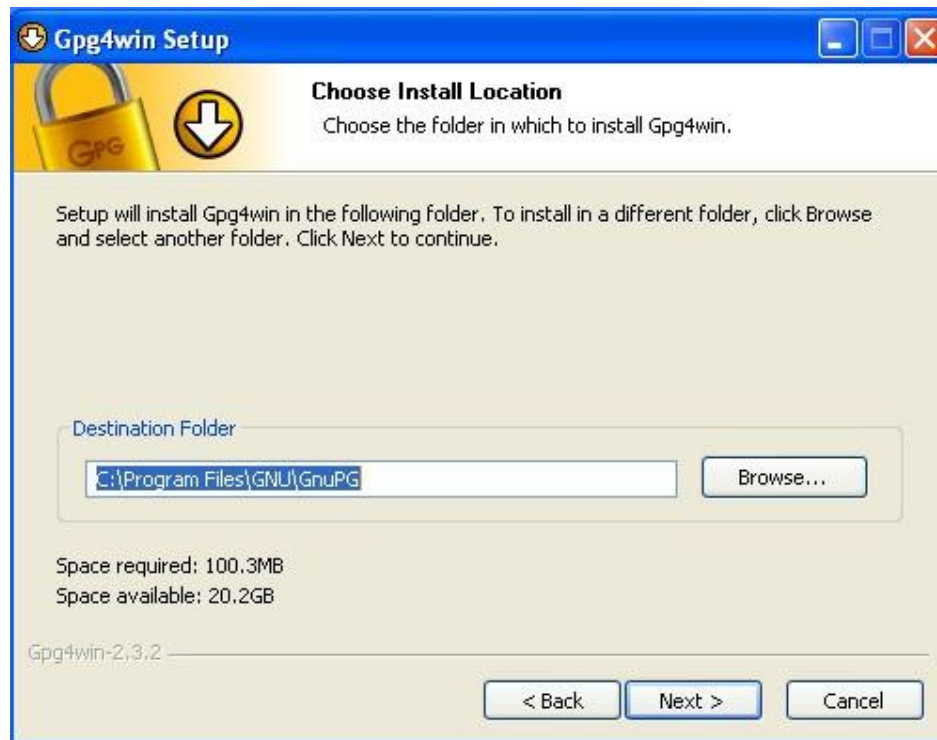 Gpg4win Setup
GPG
Choose Install Location
Choose the folder in which to install Gpg4win.
Setup will install Gpg4win in the following folder. To install in a different folder, click Browse
and select another folder. Click Next to continue.
Destination Folder
C:\Program Files\GNU\GnuPG
Browse...
Space required: 100.3MB
Space available: 20.2GB
Gpg4win-2.3.2
< Back
Next >
Cancel